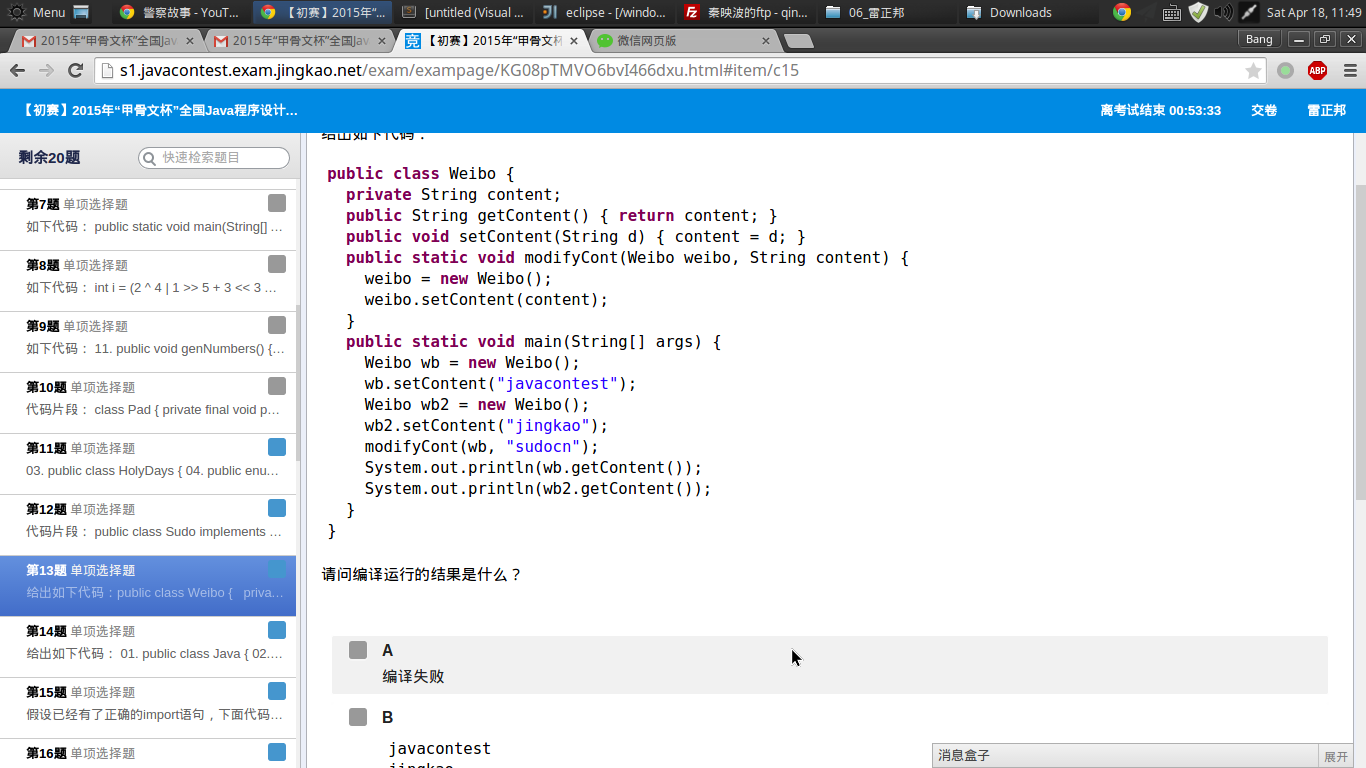 Menu
警察故事 - YouT...
【初赛】2015年“...
[untitled (Visual ...
eclipse - [/windo...
秦映波的ftp - qin...
06_雷正邦
Downloads
Sat Apr 18, 11:49
2015年“甲骨文杯”全国Jav
2015年“甲骨文杯”全国Jav
【初赛】2015年“甲骨文杯
微信网页版
Bang
s1.javacontest.exam.jingkao.net/exam/exampage/KG08pTMVO6bvI466dxu.html#item/c15
ABP
【初赛】2015年“甲骨文杯”全国Java程序设计...
离考试结束 00:53:33
交卷
雷正邦
剩余20题
快速检索题目
第7题 单项选择题
如下代码： public static void main(String[] ...
第8题 单项选择题
如下代码： int i = (2 ^ 4 | 1 >> 5 + 3 << 3 ...
第9题 单项选择题
如下代码： 11. public void genNumbers() {...
第10题 单项选择题
代码片段： class Pad { private final void p...
第11题 单项选择题
03. public class HolyDays { 04. public enu...
第12题 单项选择题
代码片段： public class Sudo implements ...
第13题 单项选择题
给出如下代码：public class Weibo { priva...
第14题 单项选择题
给出如下代码： 01. public class Java { 02....
第15题 单项选择题
假设已经有了正确的import语句，下面代码...
第16题 单项选择题
给出如下代码：
public class Weibo {
private String content;
public String getContent() { return content; }
public void setContent(String d) { content = d; }
public static void modifyCont(Weibo weibo, String content) {
weibo = new Weibo();
weibo.setContent(content);
}
public static void main(String[] args) {
Weibo wb = new Weibo();
wb.setContent("javacontest");
Weibo wb2 = new Weibo();
wb2.setContent("jingkao");
modifyCont(wb, "sudocn");
System.out.println(wb.getContent());
System.out.println(wb2.getContent());
}
}
请问编译运行的结果是什么？
A
编译失败
B
javacontest
jingkao
消息盒子
展开